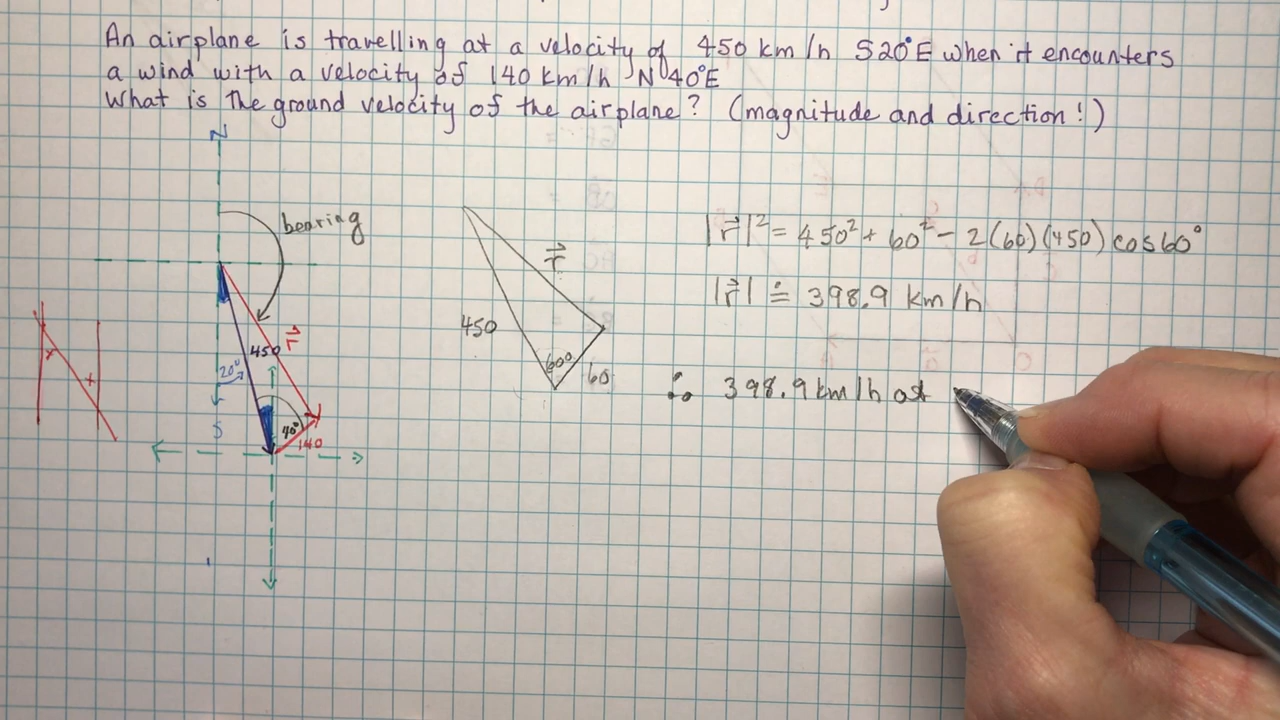 An airplane is travelling at a velocity of 450 km/h S20°E when it encounters
a wind with a velocity of 140 km/h N40°E
What is the ground velocity of the airplane? (magnitude and direction!)
N
bearing
|r⃗|² = 450² + 60² - 2(60)(450) cos60°
r⃗
|r⃗| ≐ 398.9 km/h
450
r⃗
450
20°
60°
60
∴ 398.9 km/h at
S
40°
140